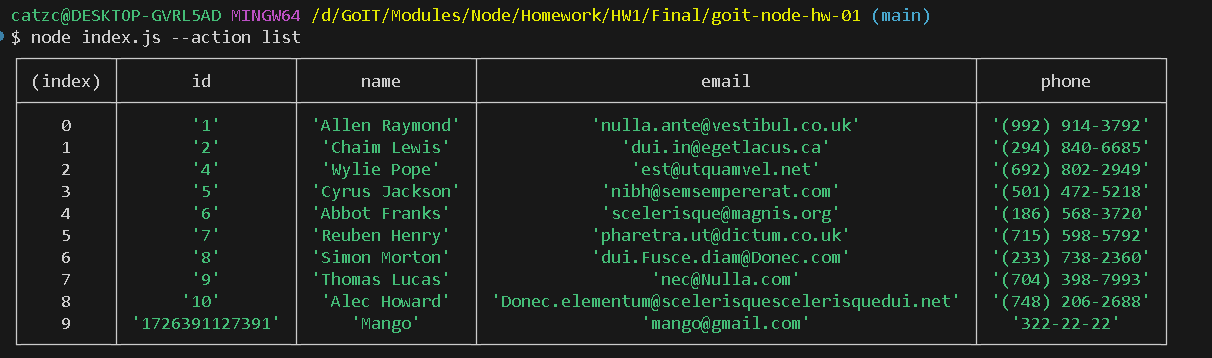 catzc@DESKTOP-GVRL5AD MINGW64 /d/GoIT/Modules/Node/Homework/HW1/Final/goit-node-hw-01 (main)
$ node index.js --action list
(index) id name email phone
0 '1' 'Allen Raymond' 'nulla.ante@vestibul.co.uk' '(992) 914-3792'
1 '2' 'Chaim Lewis' 'dui.in@egetlacus.ca' '(294) 840-6685'
2 '4' 'Wylie Pope' 'est@utquamvel.net' '(692) 802-2949'
3 '5' 'Cyrus Jackson' 'nibh@semsempererat.com' '(501) 472-5218'
4 '6' 'Abbot Franks' 'scelerisque@magnis.org' '(186) 568-3720'
5 '7' 'Reuben Henry' 'pharetra.ut@dictum.co.uk' '(715) 598-5792'
6 '8' 'Simon Morton' 'dui.Fusce.diam@Donec.com' '(233) 738-2360'
7 '9' 'Thomas Lucas' 'nec@Nulla.com' '(704) 398-7993'
8 '10' 'Alec Howard' 'Donec.elementum@scelerisquescelerisquedui.net' '(748) 206-2688'
9 '1726391127391' 'Mango' 'mango@gmail.com' '322-22-22'